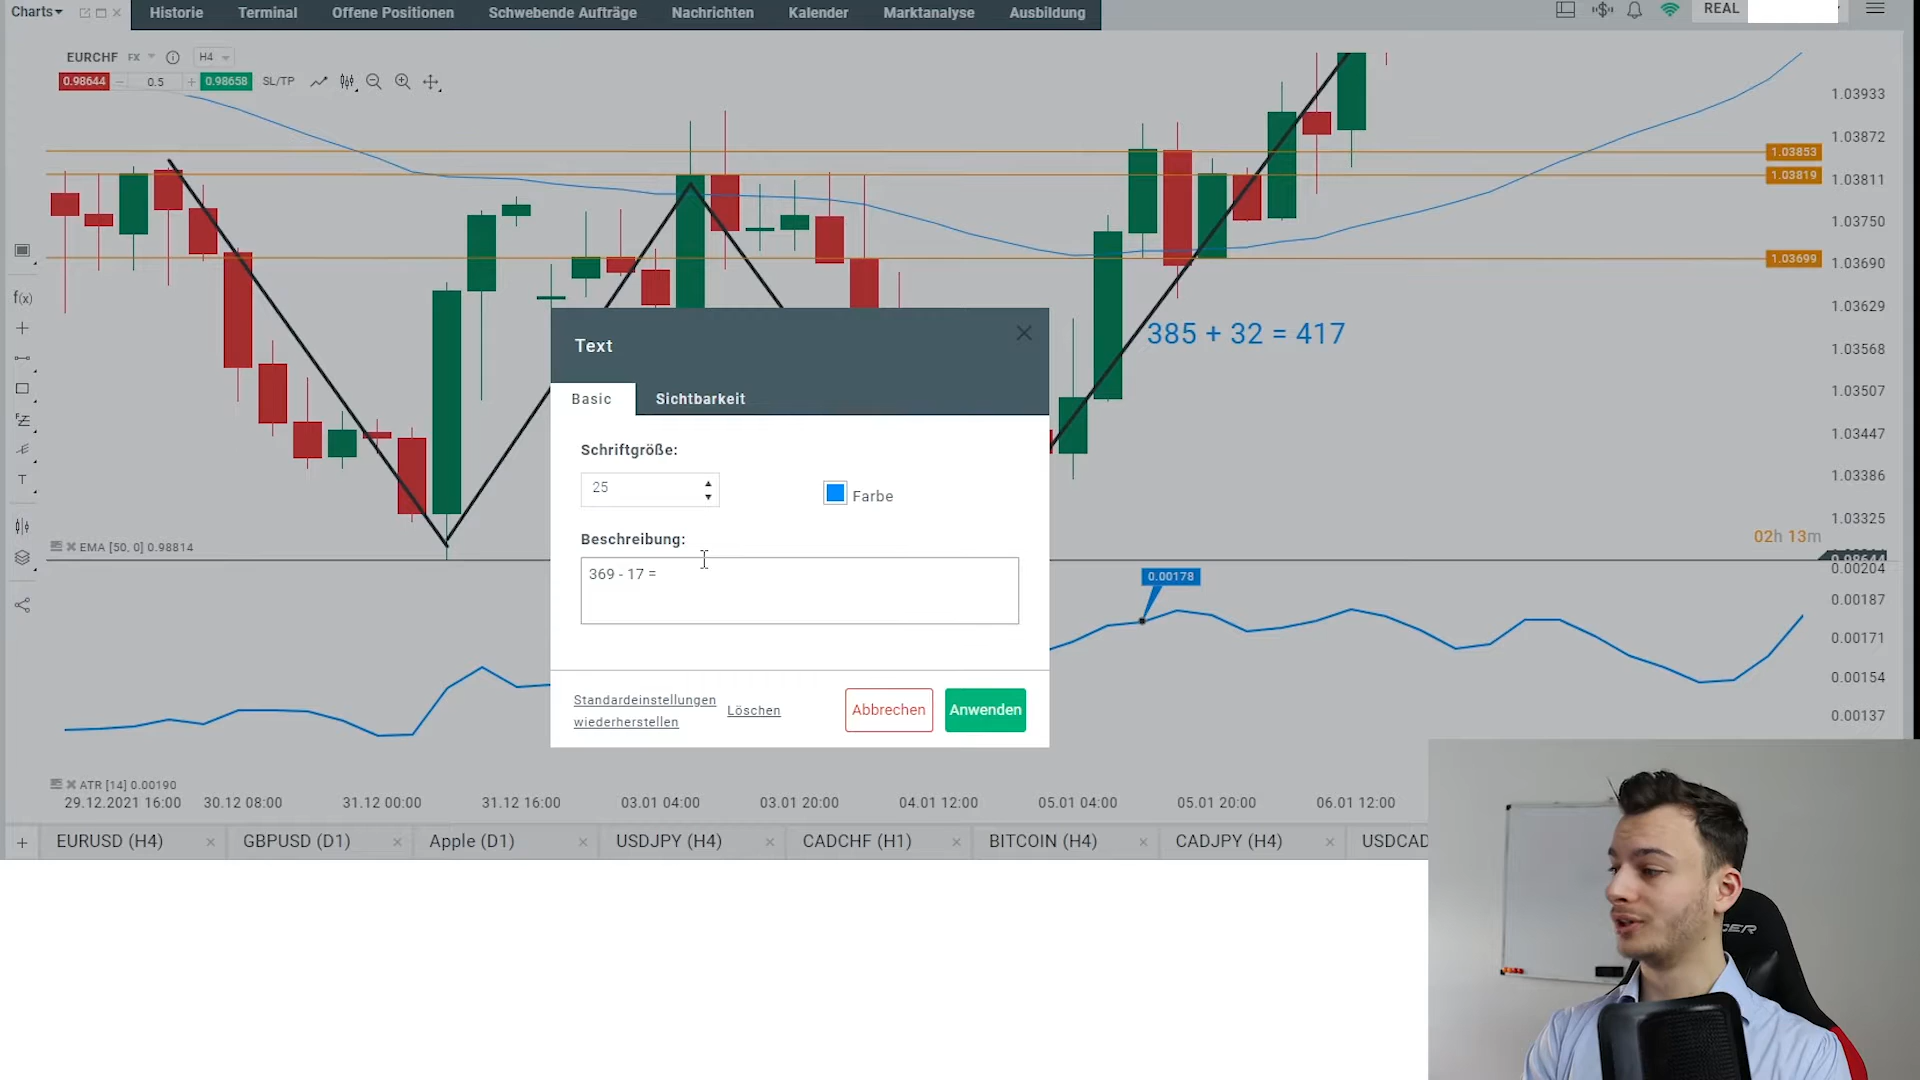 Charts
Historie
Terminal
Offene Positionen
Schwebende Aufträge
Nachrichten
Kalender
Marktanalyse
Ausbildung
REAL
EURCHF FX H4
0.98644 − 0.5 + 0.98658 SL/TP
1.03933
1.03872
1.03853
1.03819
1.03811
1.03750
1.03699
1.03690
1.03629
1.03568
1.03507
1.03447
1.03386
1.03325
f(x)
T
385 + 32 = 417
Text
Basic
Sichtbarkeit
Schriftgröße:
25
Farbe
Beschreibung:
369 - 17 =
Standardeinstellungen
wiederherstellen
Löschen
Abbrechen
Anwenden
EMA [50, 0] 0.98814
02h 13m
0.98644
0.00178
0.00204
0.00187
0.00171
0.00154
0.00137
ATR [14] 0.00190
29.12.2021 16:00 30.12 08:00 31.12 00:00 31.12 16:00 03.01 04:00 03.01 20:00 04.01 12:00 05.01 04:00 05.01 20:00 06.01 12:00
+ EURUSD (H4) × GBPUSD (D1) × Apple (D1) × USDJPY (H4) × CADCHF (H1) × BITCOIN (H4) × CADJPY (H4) × USDCAD
CER